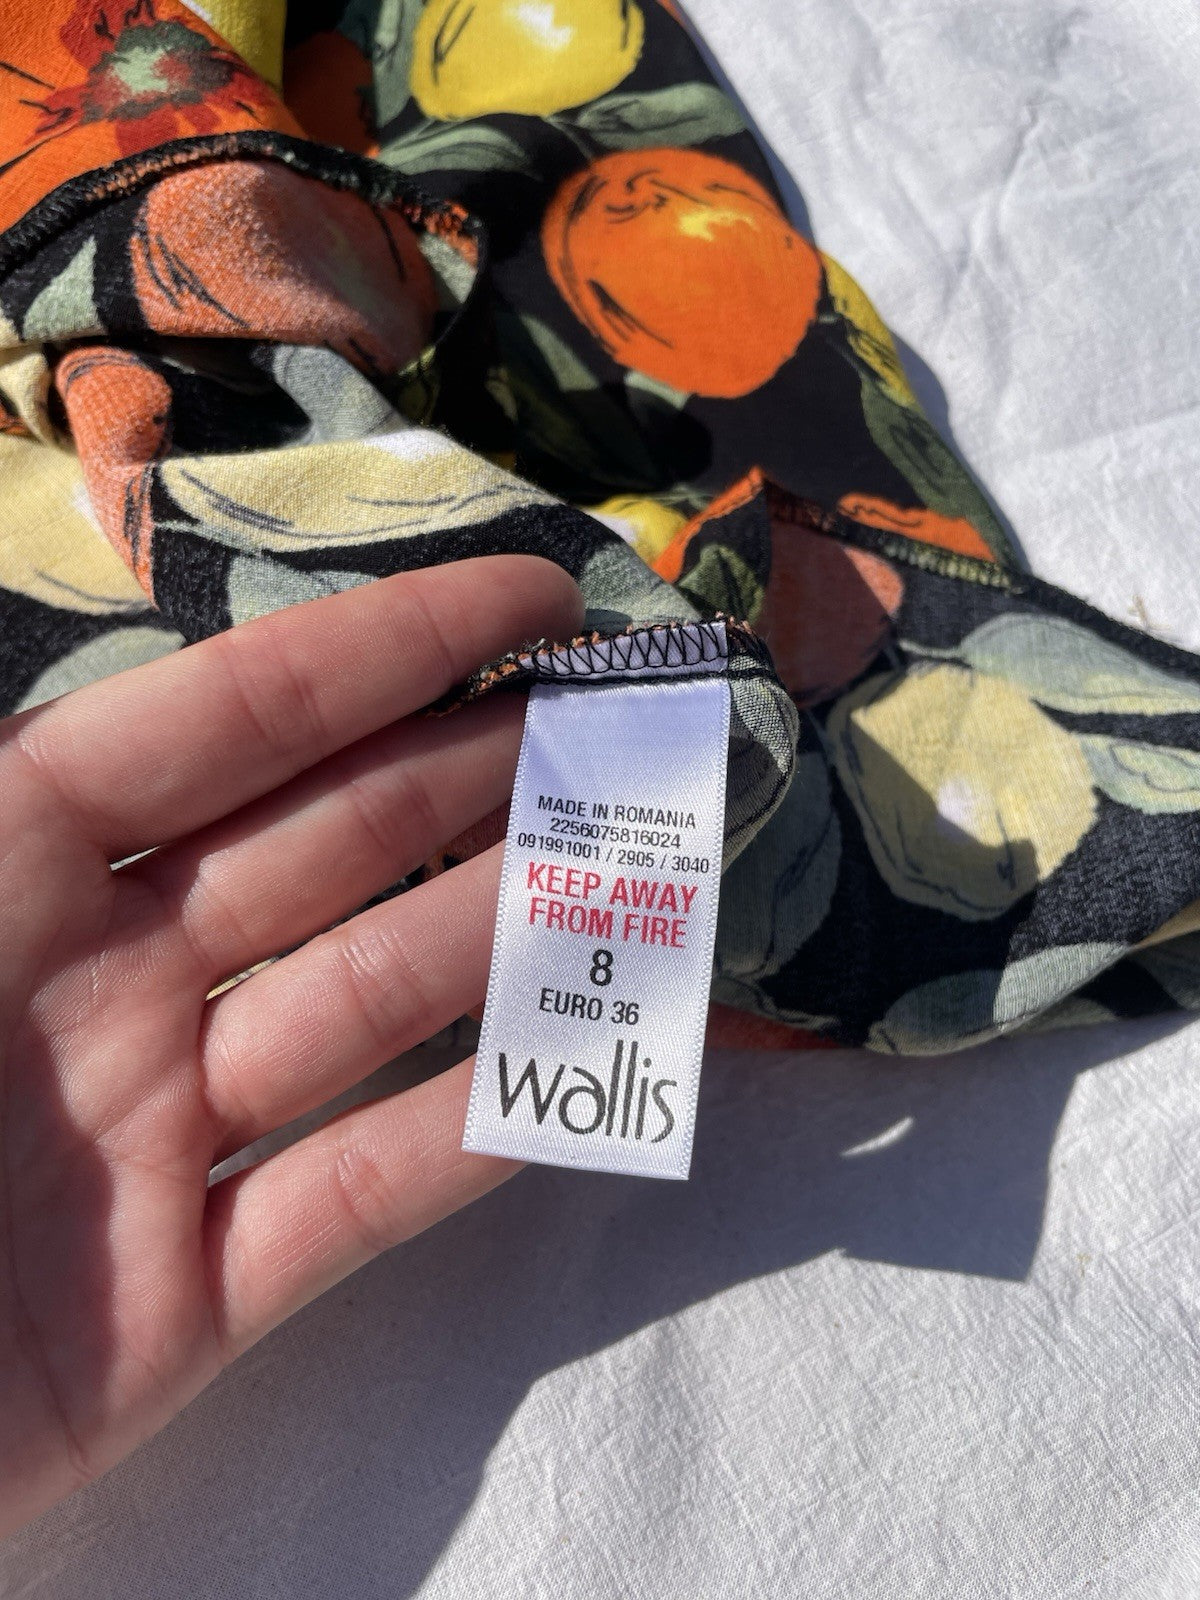 MADE IN ROMANIA
2256075816024
091991001 / 2905 / 3040
KEEP AWAY
FROM FIRE
8
EURO 36
wallis